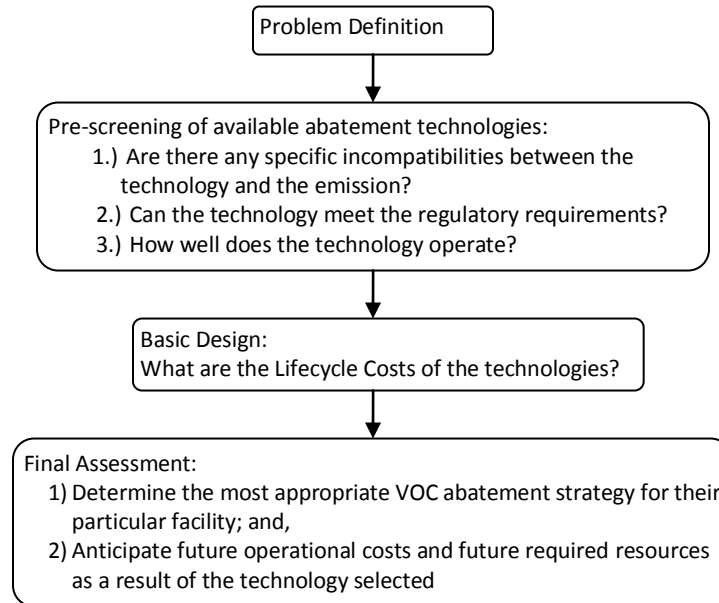 Problem Definition
Pre-screening of available abatement technologies:
1.) Are there any specific incompatibilities between the
technology and the emission?
2.) Can the technology meet the regulatory requirements?
3.) How well does the technology operate?
Basic Design:
What are the Lifecycle Costs of the technologies?
Final Assessment:
1) Determine the most appropriate VOC abatement strategy for their
particular facility; and,
2) Anticipate future operational costs and future required resources
as a result of the technology selected